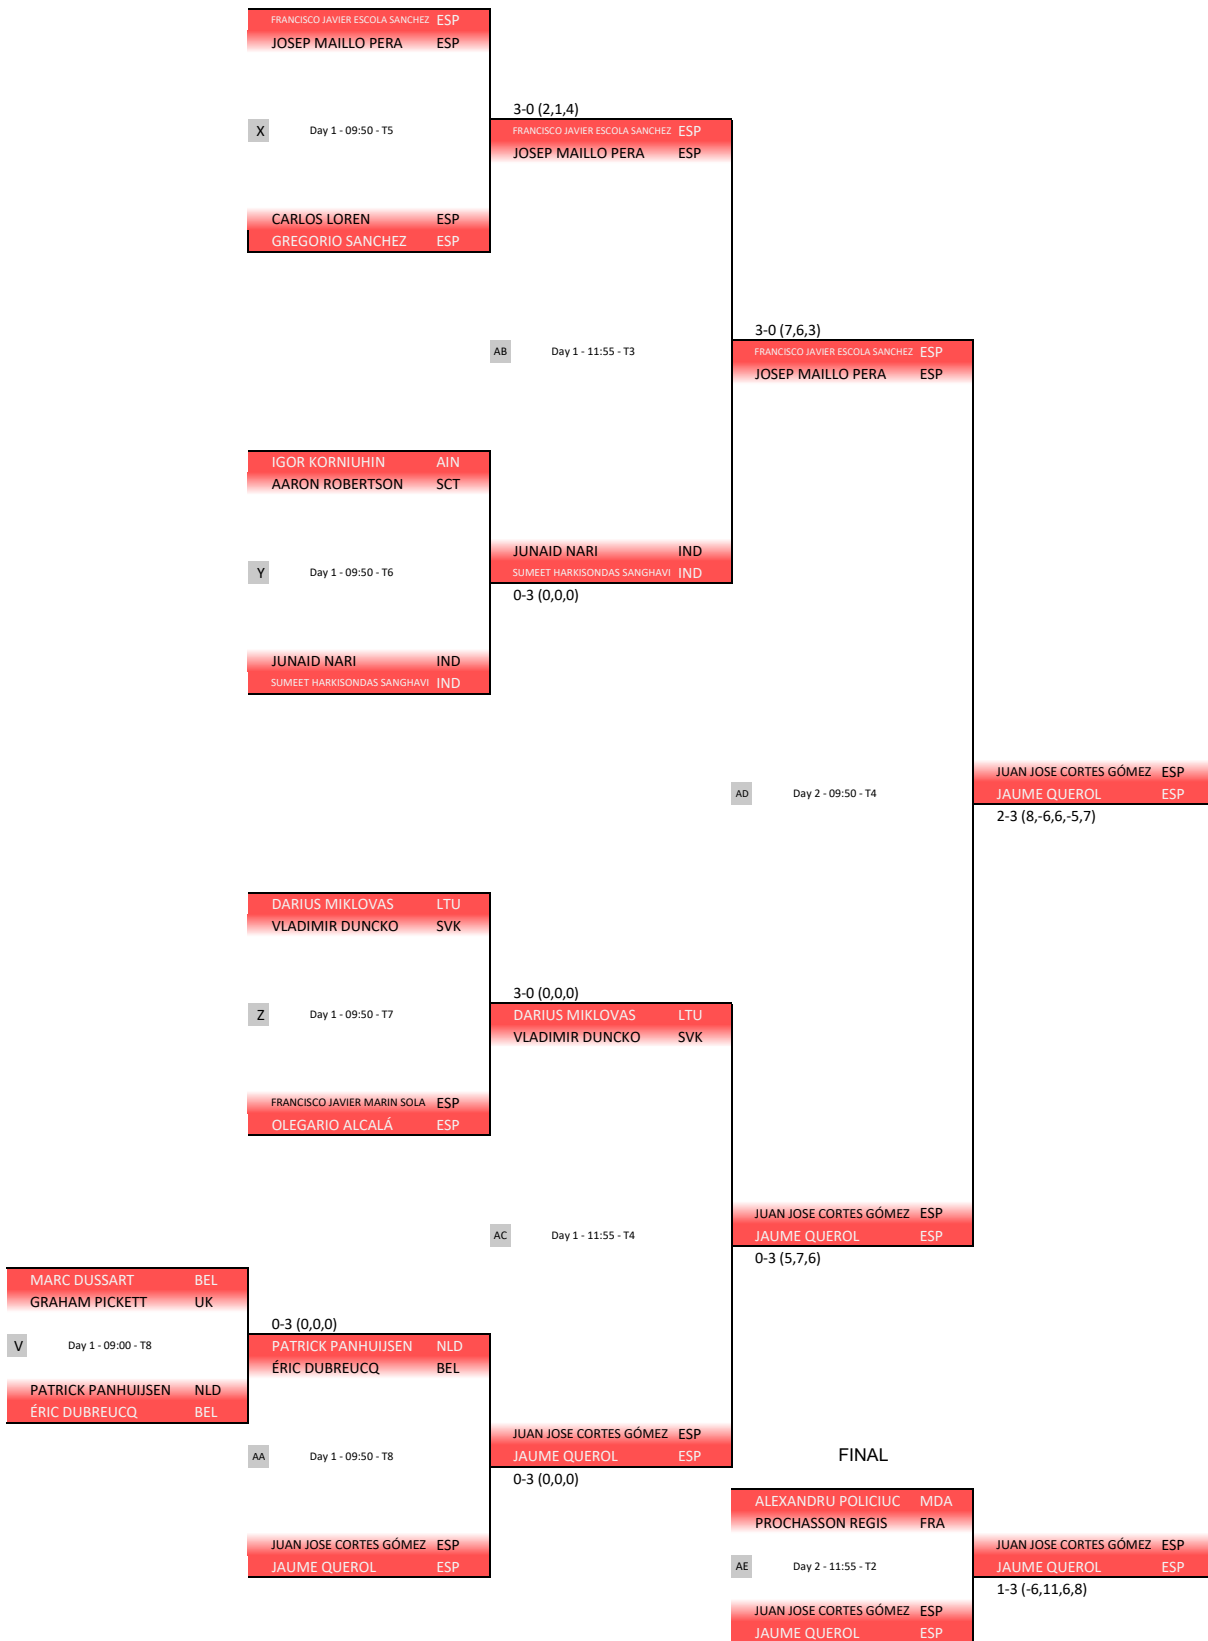 FRANCISCO JAVIER ESCOLA SANCHEZ ESP
JOSEP MAILLO PERA ESP
3-0 (2,1,4)
X Day 1 - 09:50 - T5
FRANCISCO JAVIER ESCOLA SANCHEZ ESP
JOSEP MAILLO PERA ESP
CARLOS LOREN ESP
GREGORIO SANCHEZ ESP
3-0 (7,6,3)
AB Day 1 - 11:55 - T3
FRANCISCO JAVIER ESCOLA SANCHEZ ESP
JOSEP MAILLO PERA ESP
IGOR KORNIUHIN AIN
AARON ROBERTSON SCT
JUNAID NARI IND
SUMEET HARKISONDAS SANGHAVI IND
0-3 (0,0,0)
Y Day 1 - 09:50 - T6
JUNAID NARI IND
SUMEET HARKISONDAS SANGHAVI IND
JUAN JOSE CORTES GÓMEZ ESP
JAUME QUEROL ESP
2-3 (8,-6,6,-5,7)
AD Day 2 - 09:50 - T4
DARIUS MIKLOVAS LTU
VLADIMIR DUNCKO SVK
3-0 (0,0,0)
Z Day 1 - 09:50 - T7
DARIUS MIKLOVAS LTU
VLADIMIR DUNCKO SVK
FRANCISCO JAVIER MARIN SOLA ESP
OLEGARIO ALCALÁ ESP
JUAN JOSE CORTES GÓMEZ ESP
JAUME QUEROL ESP
0-3 (5,7,6)
AC Day 1 - 11:55 - T4
MARC DUSSART BEL
GRAHAM PICKETT UK
0-3 (0,0,0)
V Day 1 - 09:00 - T8
PATRICK PANHUIJSEN NLD
ÉRIC DUBREUCQ BEL
PATRICK PANHUIJSEN NLD
ÉRIC DUBREUCQ BEL
JUAN JOSE CORTES GÓMEZ ESP
JAUME QUEROL ESP
0-3 (0,0,0)
AA Day 1 - 09:50 - T8
JUAN JOSE CORTES GÓMEZ ESP
JAUME QUEROL ESP
FINAL
ALEXANDRU POLICIUC MDA
PROCHASSON REGIS FRA
AE Day 2 - 11:55 - T2
JUAN JOSE CORTES GÓMEZ ESP
JAUME QUEROL ESP
1-3 (-6,11,6,8)
JUAN JOSE CORTES GÓMEZ ESP
JAUME QUEROL ESP